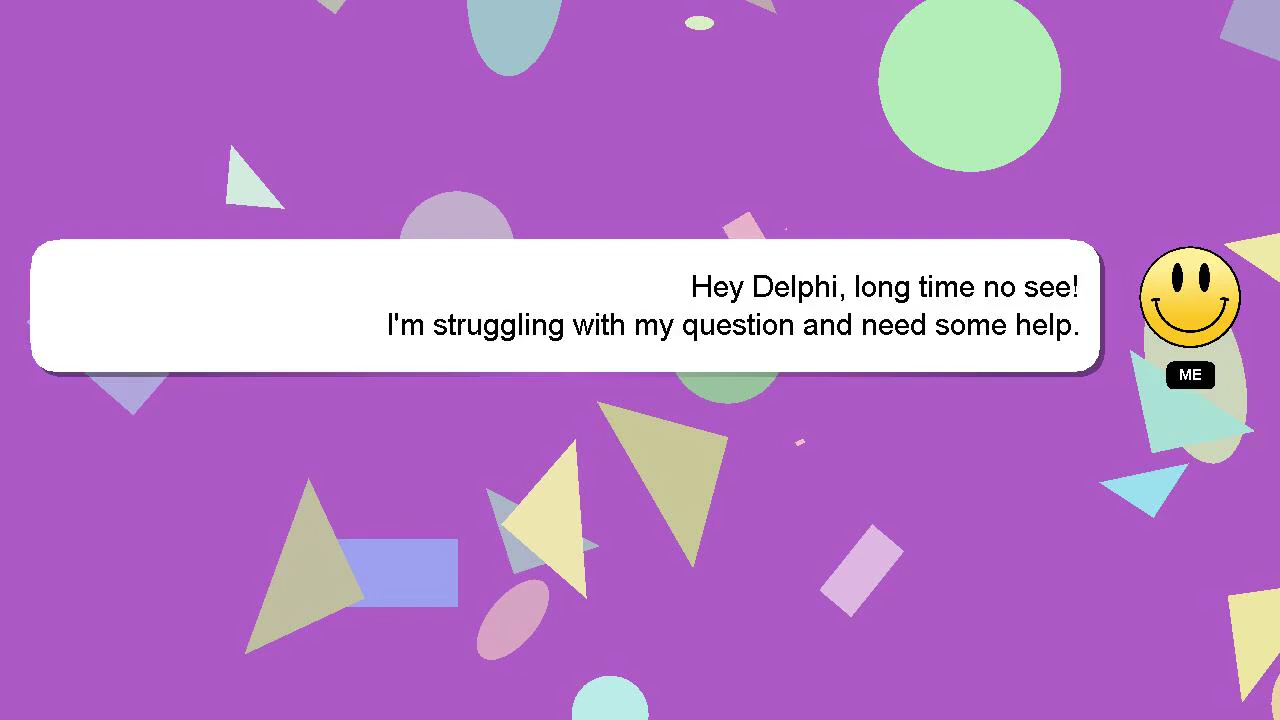 Hey Delphi, long time no see!
I'm struggling with my question and need some help.
ME